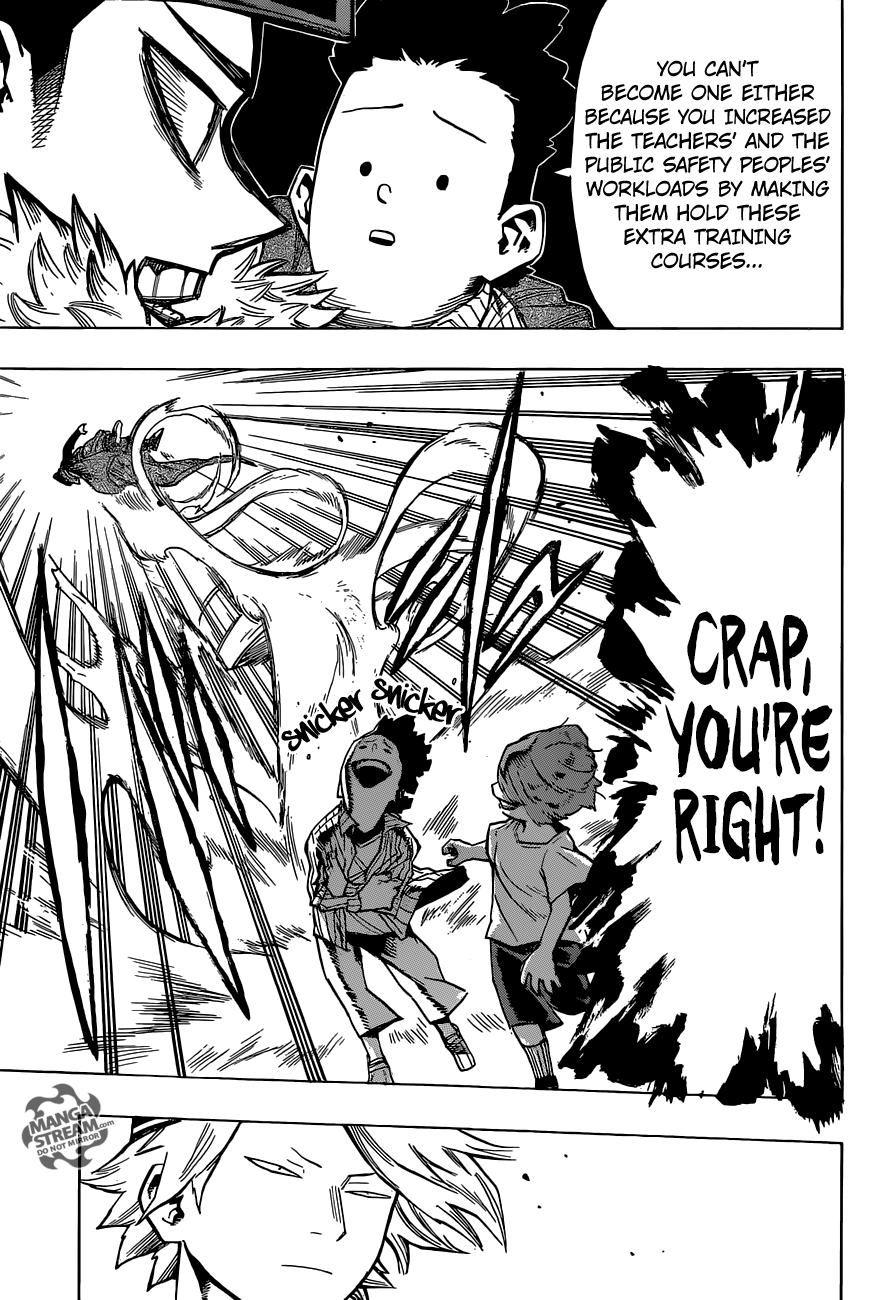 YOU CAN'T
BECOME ONE EITHER
BECAUSE YOU INCREASED
THE TEACHERS' AND THE
PUBLIC SAFETY PEOPLES'
WORKLOADS BY MAKING
THEM HOLD THESE
EXTRA TRAINING
COURSES...
CRAP,
YOU'RE
RIGHT!
snicker snicker
MANGA
STREAM.com
DO NOT MIRROR